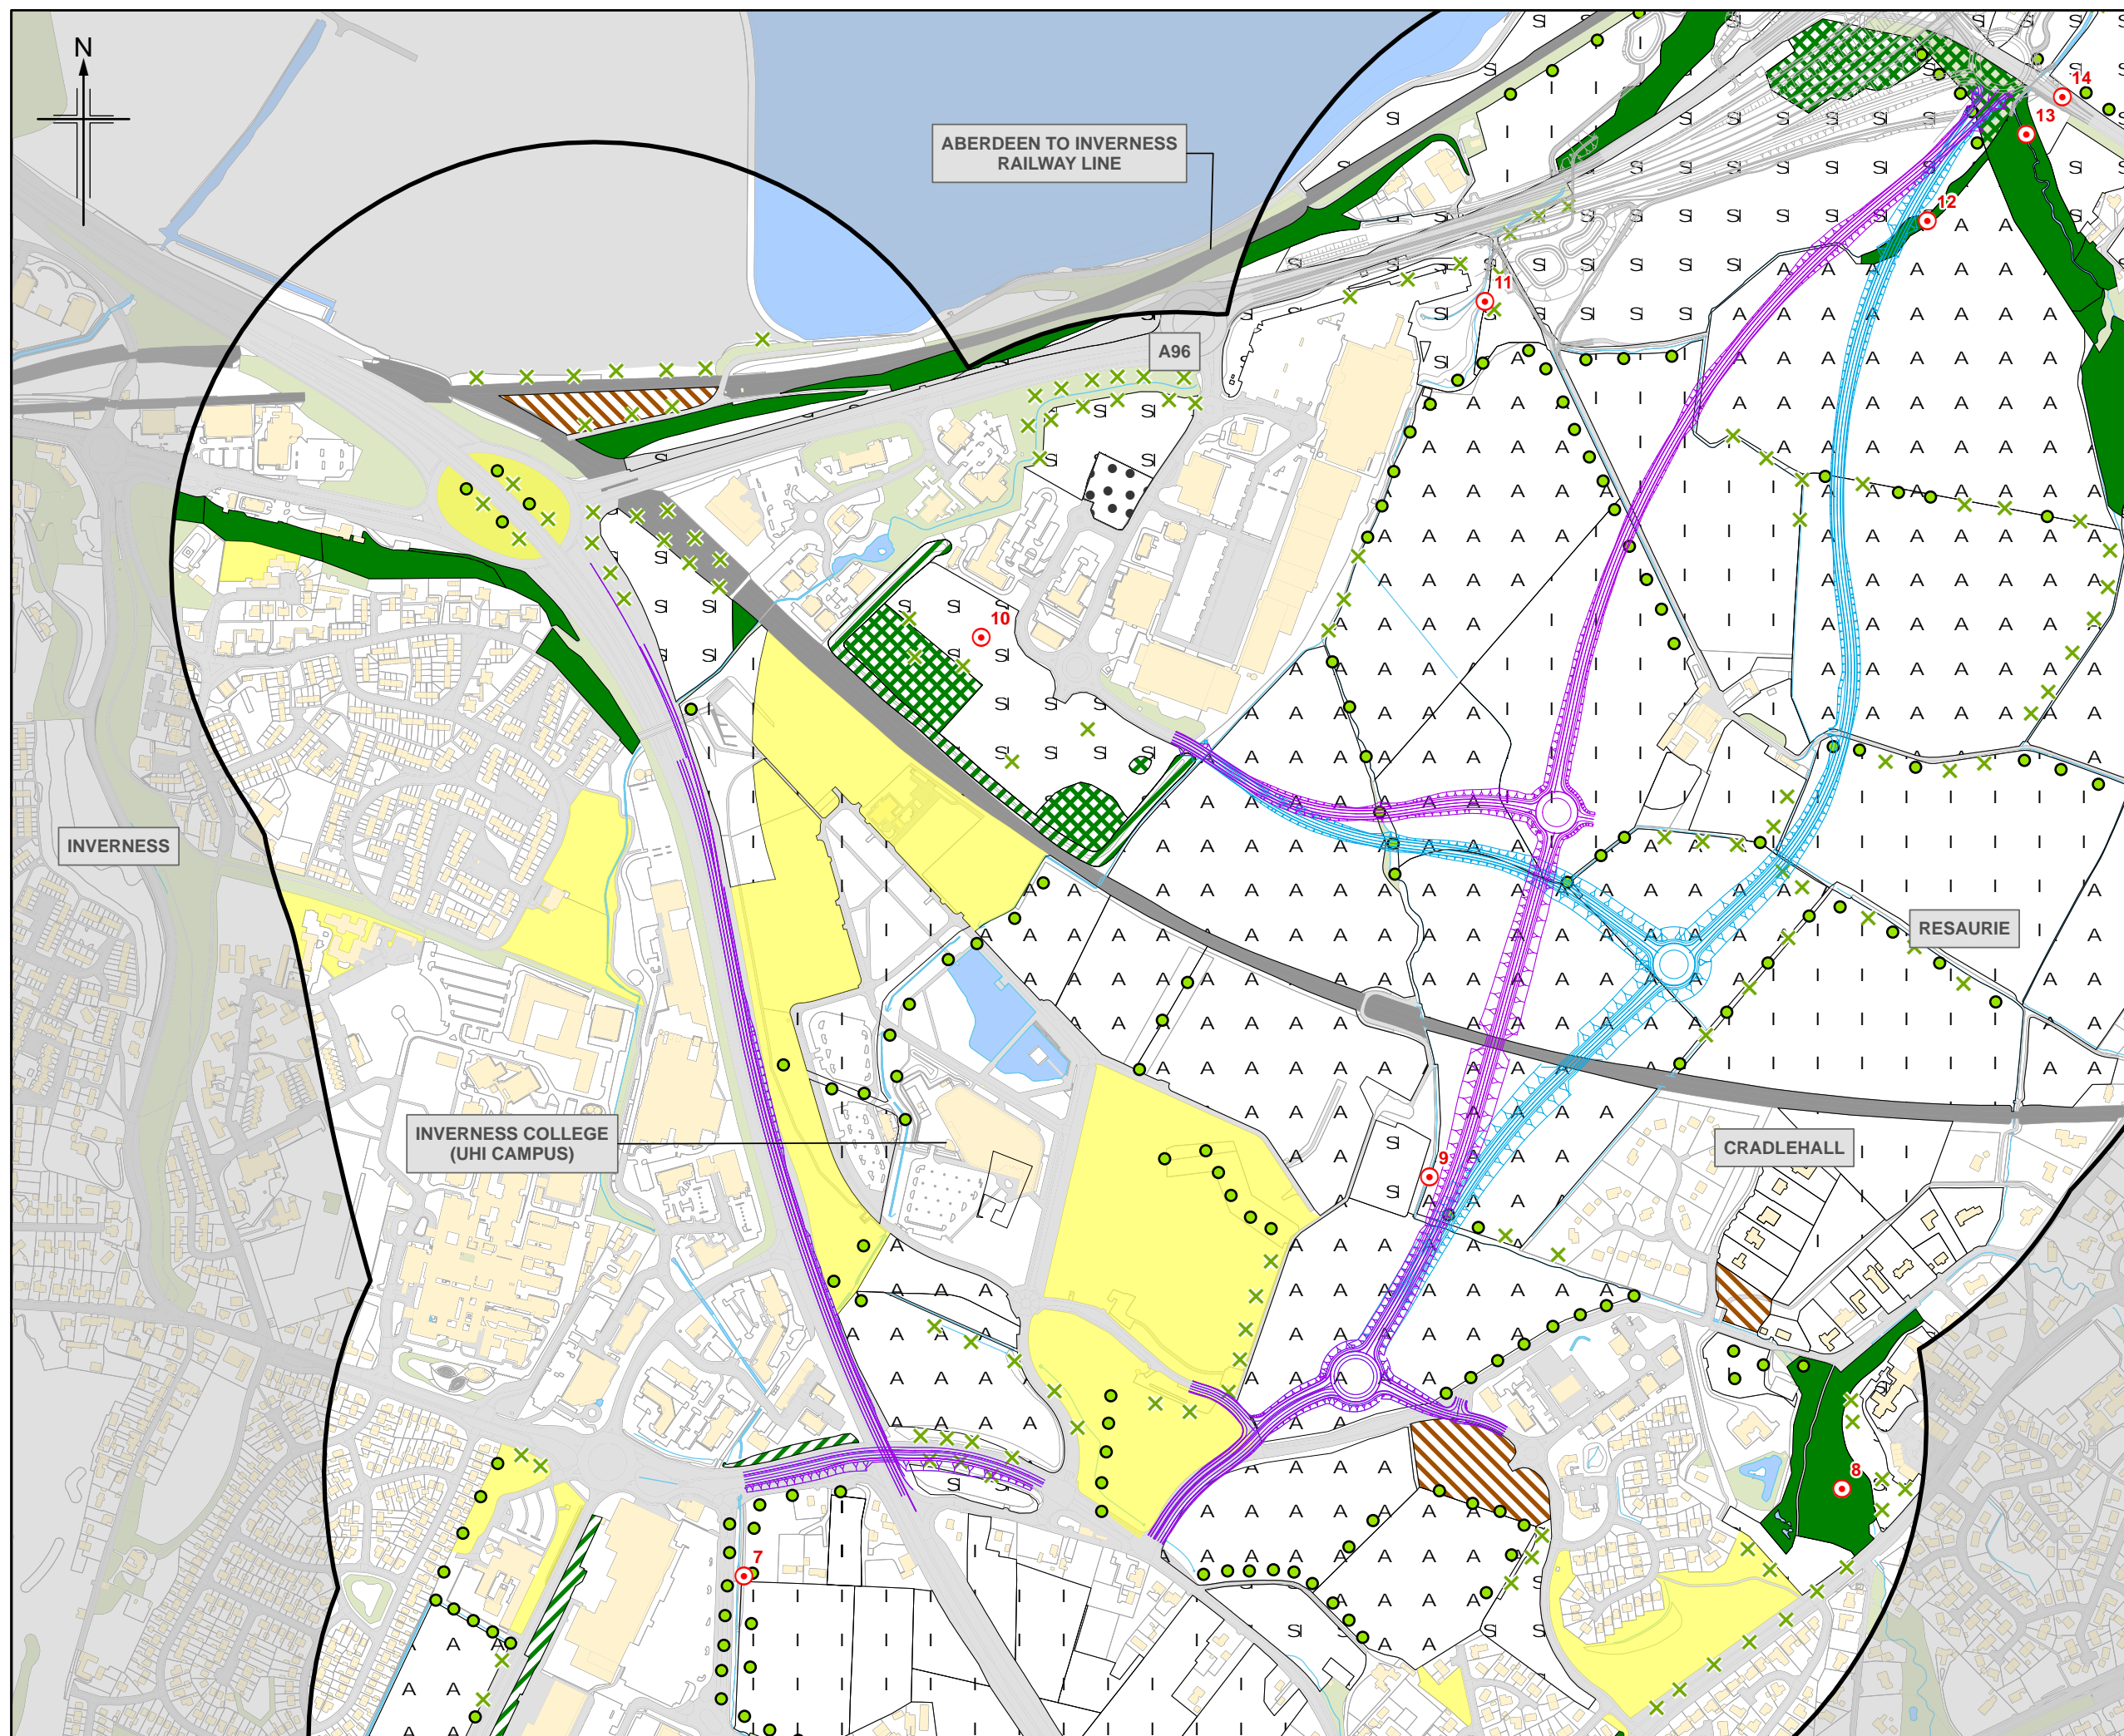 N
ABERDEEN TO INVERNESS
RAILWAY LINE
14
13
12
11
A96
10
INVERNESS
RESAURIE
INVERNESS COLLEGE
(UHI CAMPUS)
CRADLEHALL
9
8
7